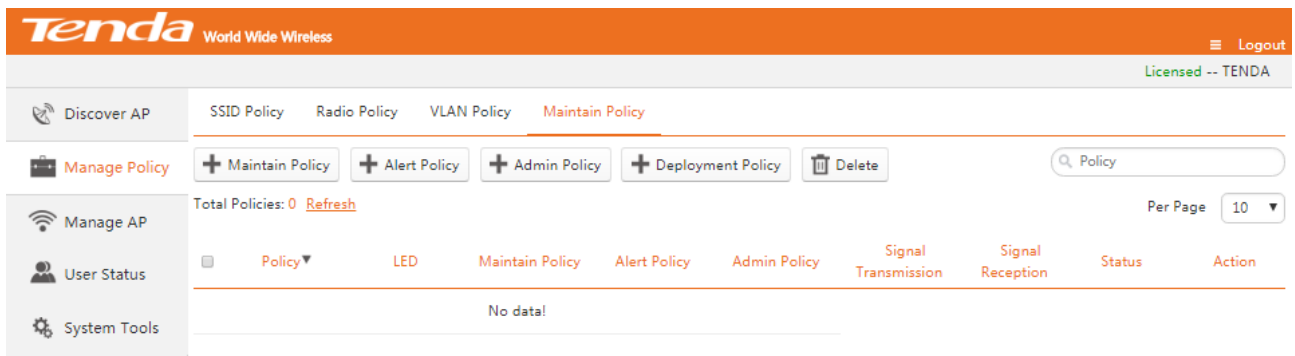 Tenda World Wide Wireless
Logout
Licensed -- TENDA
Discover AP
SSID Policy Radio Policy VLAN Policy Maintain Policy
Manage Policy
Maintain Policy Alert Policy Admin Policy Deployment Policy Delete Policy
Total Policies: 0 Refresh
Per Page 10
Manage AP
Policy LED Maintain Policy Alert Policy Admin Policy Signal Transmission Signal Reception Status Action
User Status
No data!
System Tools